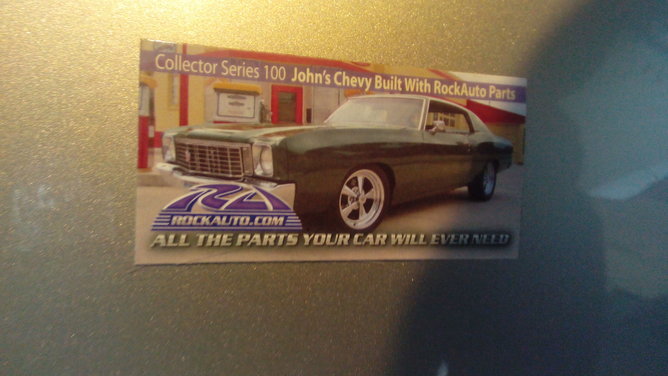 Collector Series 100 John's Chevy Built With RockAuto Parts
RA
ROCKAUTO.COM
ALL THE PARTS YOUR CAR WILL EVER NEED